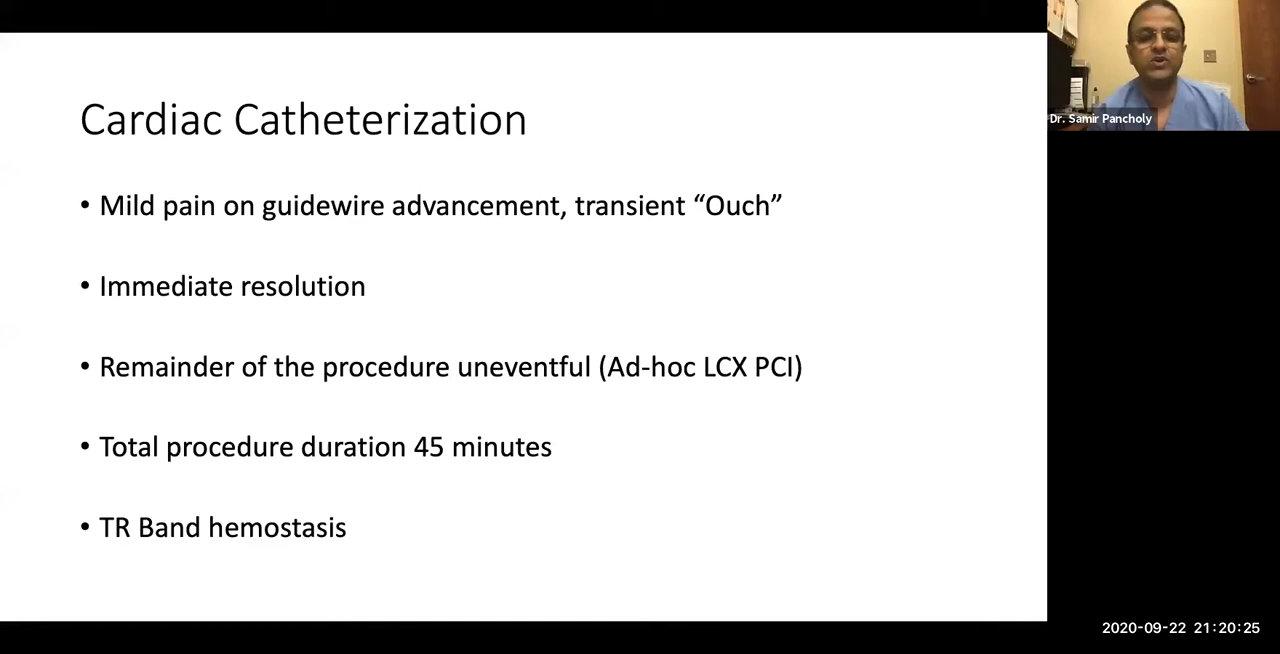 Cardiac Catheterization
• Mild pain on guidewire advancement, transient “Ouch”
• Immediate resolution
• Remainder of the procedure uneventful (Ad-hoc LCX PCI)
• Total procedure duration 45 minutes
• TR Band hemostasis
Dr. Samir Pancholy
2020-09-22 21:20:25